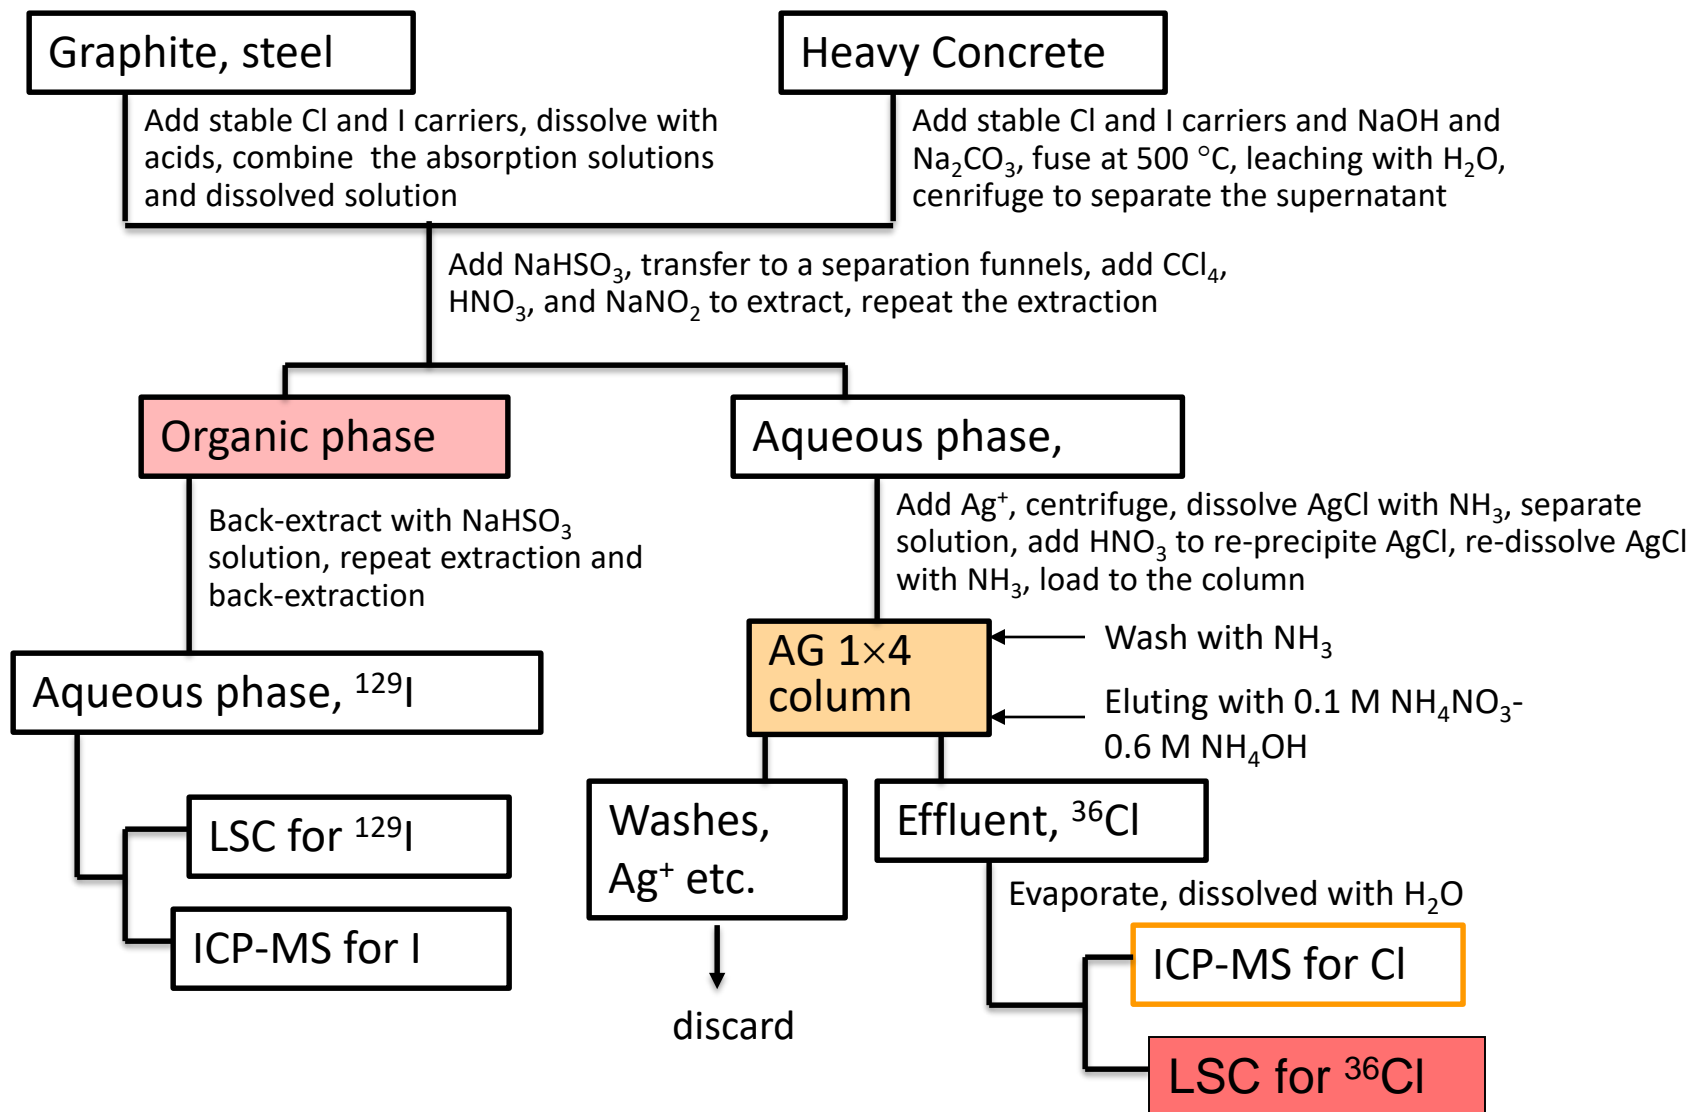 Graphite, steel
Heavy Concrete
Add stable Cl and I carriers, dissolve with
acids, combine  the absorption solutions
and dissolved solution
Add stable Cl and I carriers and NaOH and
Na₂CO₃, fuse at 500 °C, leaching with H₂O,
cenrifuge to separate the supernatant
Add NaHSO₃, transfer to a separation funnels, add CCl₄,
HNO₃, and NaNO₂ to extract, repeat the extraction
Organic phase
Aqueous phase,
Back-extract with NaHSO₃
solution, repeat extraction and
back-extraction
Add Ag⁺, centrifuge, dissolve AgCl with NH₃, separate
solution, add HNO₃ to re-precipite AgCl, re-dissolve AgCl
with NH₃, load to the column
AG 1×4
column
Wash with NH₃
Eluting with 0.1 M NH₄NO₃-
0.6 M NH₄OH
Aqueous phase, ¹²⁹I
LSC for ¹²⁹I
ICP-MS for I
Washes,
Ag⁺ etc.
discard
Effluent, ³⁶Cl
Evaporate, dissolved with H₂O
ICP-MS for Cl
LSC for ³⁶Cl